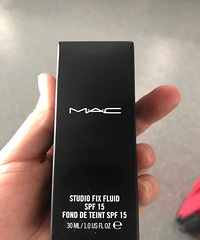 MAC
STUDIO FIX FLUID
SPF 15
FOND DE TEINT SPF 15
30 ML / 1.0 US FL OZ ℮